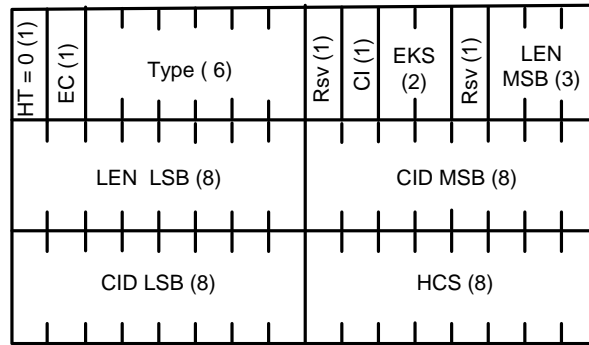 HT = 0 (1)
EC (1)
Type ( 6)
Rsv (1)
CI (1)
EKS
(2)
Rsv (1)
LEN
MSB (3)
LEN LSB (8)
CID MSB (8)
CID LSB (8)
HCS (8)